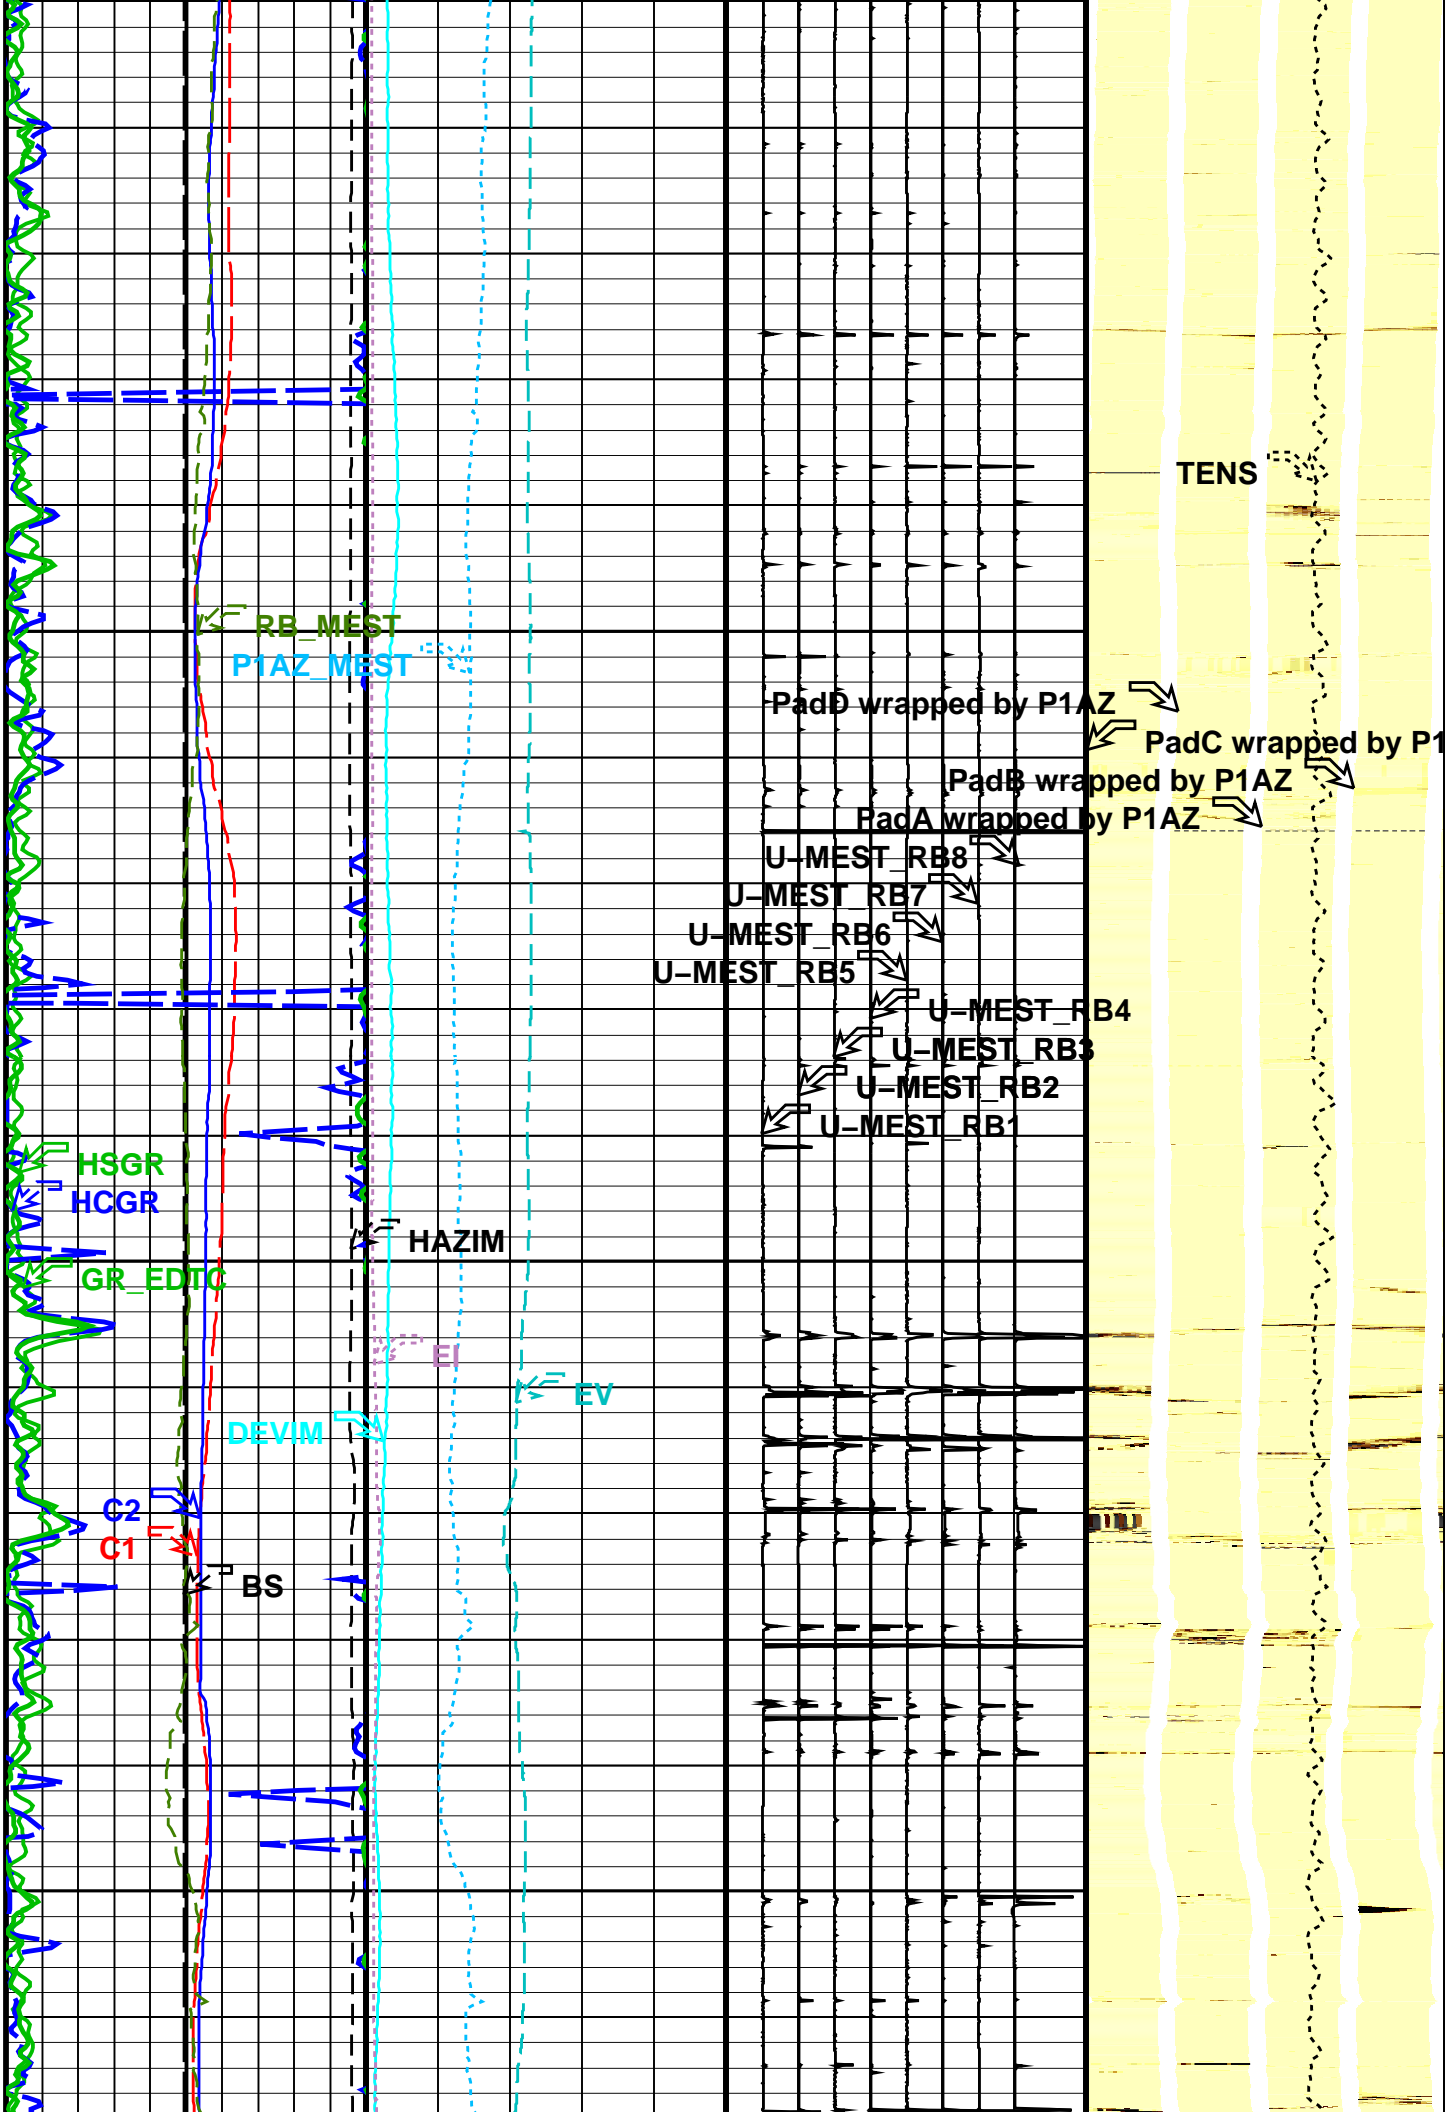 TENS
RB_MEST
P1AZ_MEST
PadD wrapped by P1AZ
PadC wrapped by P1
PadB wrapped by P1AZ
PadA wrapped by P1AZ
U−MEST_RB8
U−MEST_RB7
U−MEST_RB6
U−MEST_RB5
U−MEST_RB4
U−MEST_RB3
U−MEST_RB2
U−MEST_RB1
HSGR
HCGR
HAZIM
GR_EDTC
EI
EV
DEVIM
C2
C1
BS